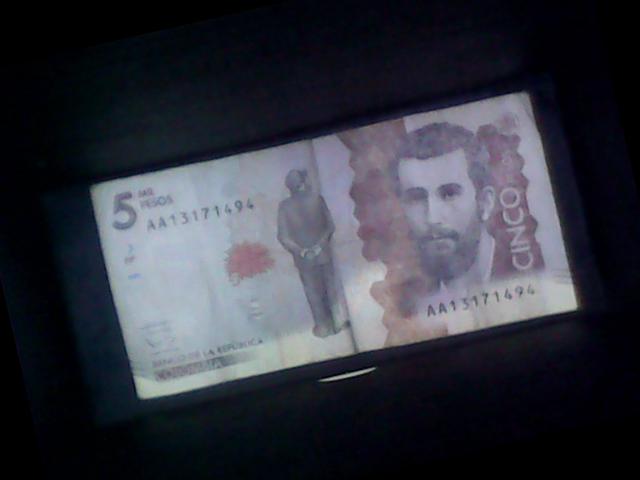 5 MIL
PESOS
AA13171494
BANCO DE LA REPÚBLICA
CINCO
AA13171494